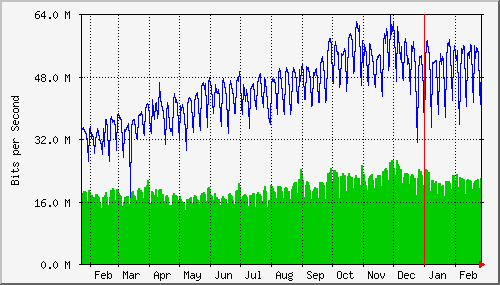 64.0 M
48.0 M
32.0 M
16.0 M
0.0 M
Bits per Second
Feb Mar Apr May Jun Jul Aug Sep Oct Nov Dec Jan Feb